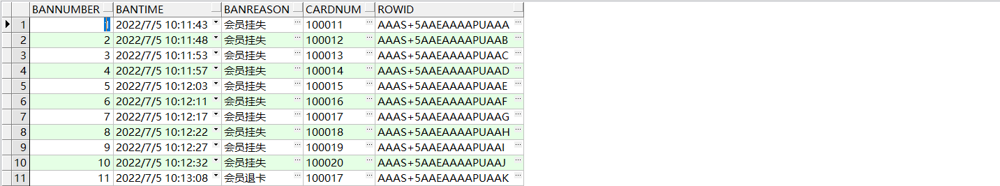 BANNUMBER BANTIME BANREASON CARDNUM ROWID
1 1 2022/7/5 10:11:43 会员挂失 100011 AAAS+5AAEAAAAPUAAA
2 2 2022/7/5 10:11:48 会员挂失 100012 AAAS+5AAEAAAAPUAAB
3 3 2022/7/5 10:11:53 会员挂失 100013 AAAS+5AAEAAAAPUAAC
4 4 2022/7/5 10:11:57 会员挂失 100014 AAAS+5AAEAAAAPUAAD
5 5 2022/7/5 10:12:03 会员挂失 100015 AAAS+5AAEAAAAPUAAE
6 6 2022/7/5 10:12:11 会员挂失 100016 AAAS+5AAEAAAAPUAAF
7 7 2022/7/5 10:12:17 会员挂失 100017 AAAS+5AAEAAAAPUAAG
8 8 2022/7/5 10:12:22 会员挂失 100018 AAAS+5AAEAAAAPUAAH
9 9 2022/7/5 10:12:27 会员挂失 100019 AAAS+5AAEAAAAPUAAI
10 10 2022/7/5 10:12:32 会员挂失 100020 AAAS+5AAEAAAAPUAAJ
11 11 2022/7/5 10:13:08 会员退卡 100017 AAAS+5AAEAAAAPUAAK